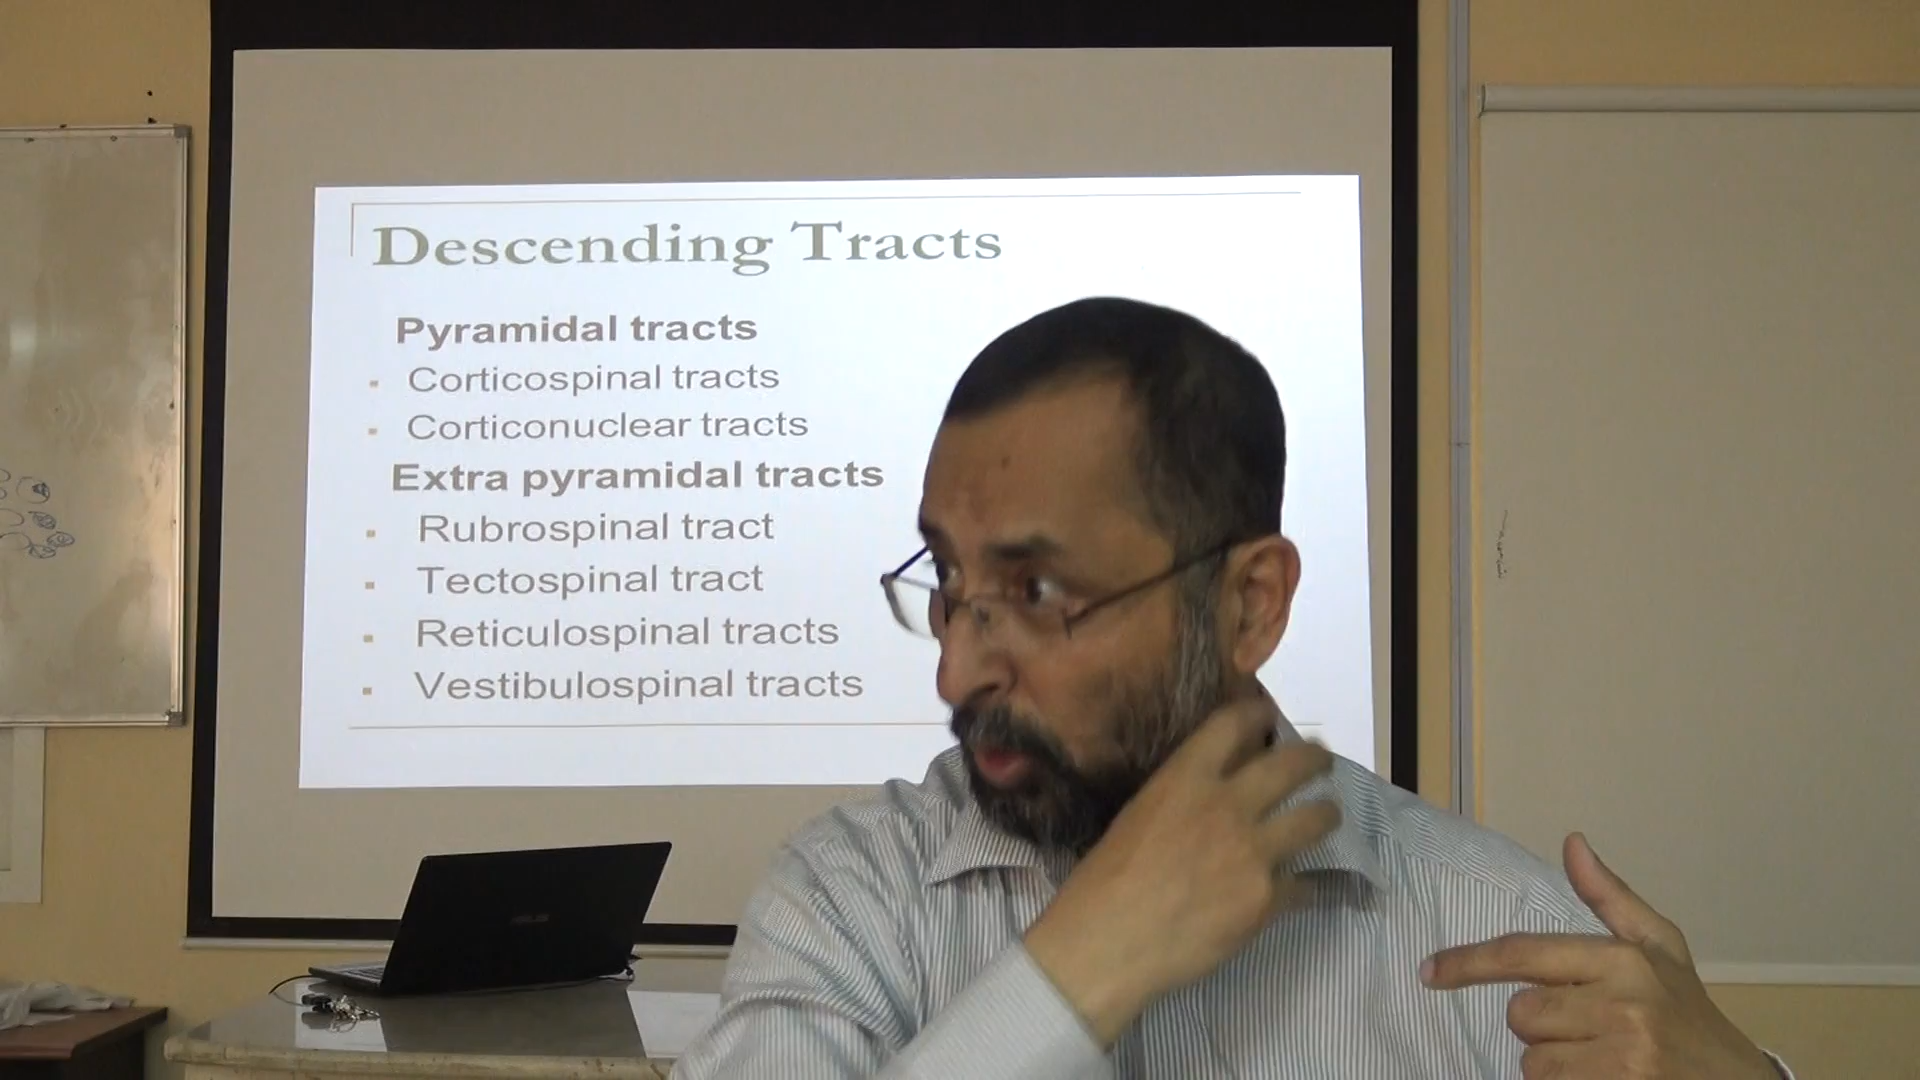 Descending Tracts
Pyramidal tracts
Corticospinal tracts
Corticonuclear tracts
Extra pyramidal tracts
Rubrospinal tract
Tectospinal tract
Reticulospinal tracts
Vestibulospinal tracts